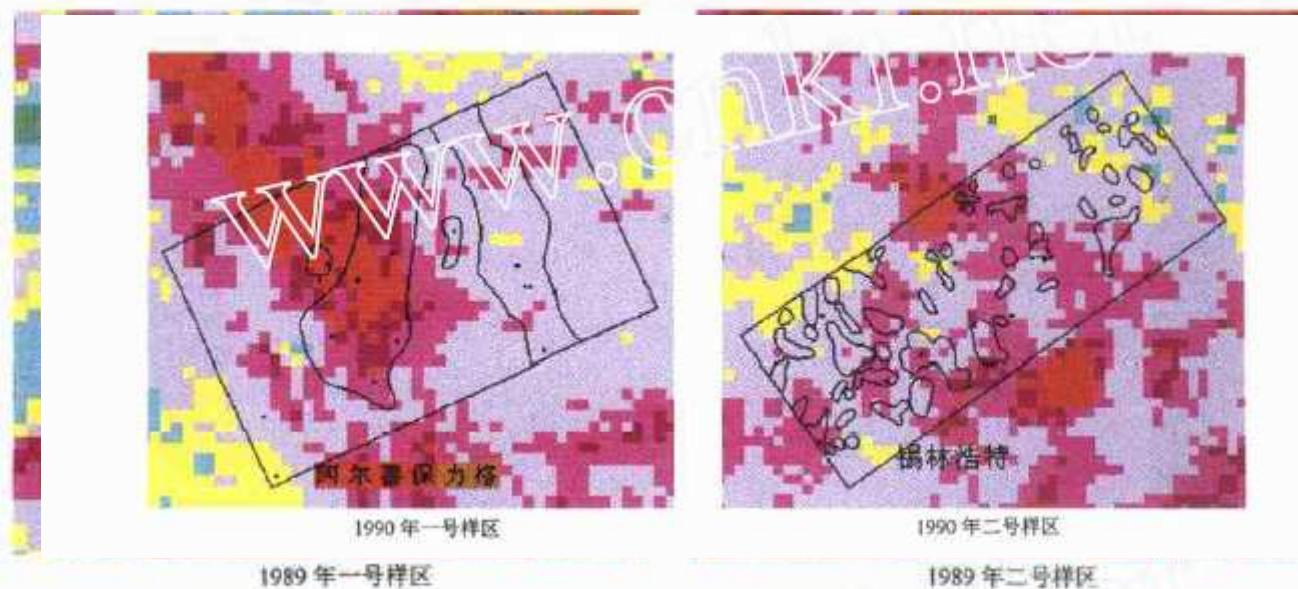 www.cnki.net
阿尔善保力格
锡林浩特
1990 年一号样区
1990 年二号样区
1989 年一号样区
1989 年二号样区